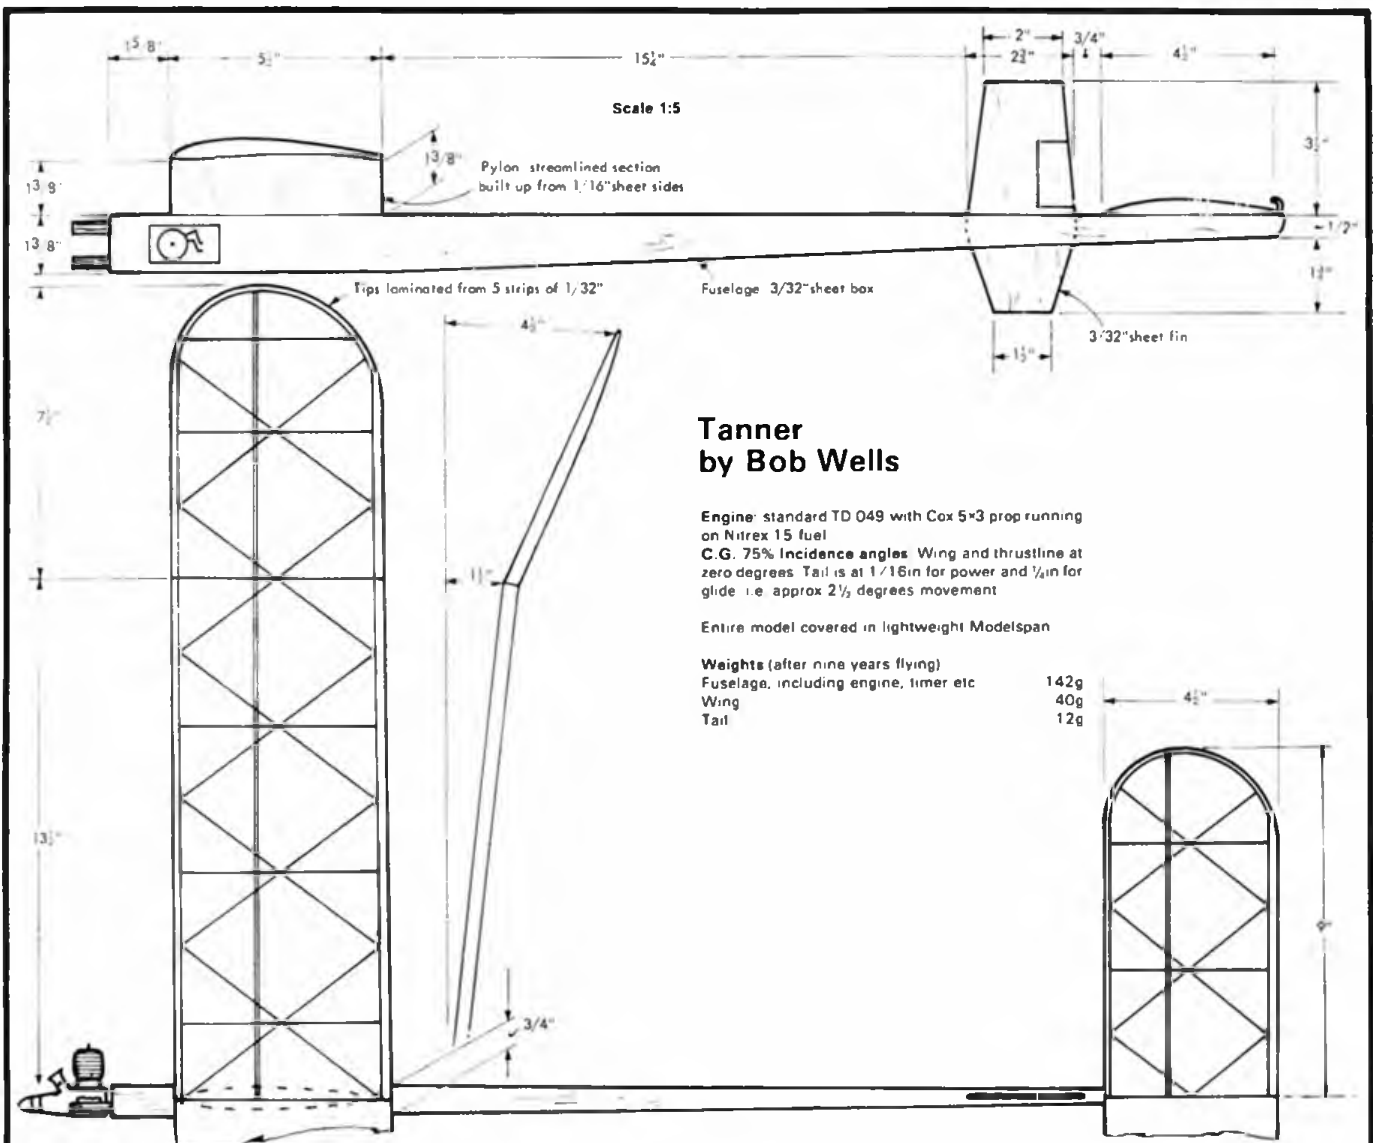 1 5/8"
5½"
15¼"
2"
2¾"
3/4"
4½"
Scale 1:5
1 3/8"
Pylon streamlined section
built up from 1/16" sheet sides
1 3/8"
1 3/8"
3½"
1/2"
Tips laminated from 5 strips of 1/32"
Fuselage 3/32" sheet box
3/32" sheet fin
1½"
7½"
4½"
1½"
Tanner
by Bob Wells
Engine: standard TD 049 with Cox 5×3 prop running
on Nitrex 15 fuel
C.G. 75% Incidence angles Wing and thrustline at
zero degrees Tail is at 1/16in for power and ¼in for
glide i.e. approx 2½ degrees movement
Entire model covered in lightweight Modelspan
Weights (after nine years flying)
Fuselage, including engine, timer etc 142g
Wing 40g
Tail 12g
4½"
13½"
9"
3/4"